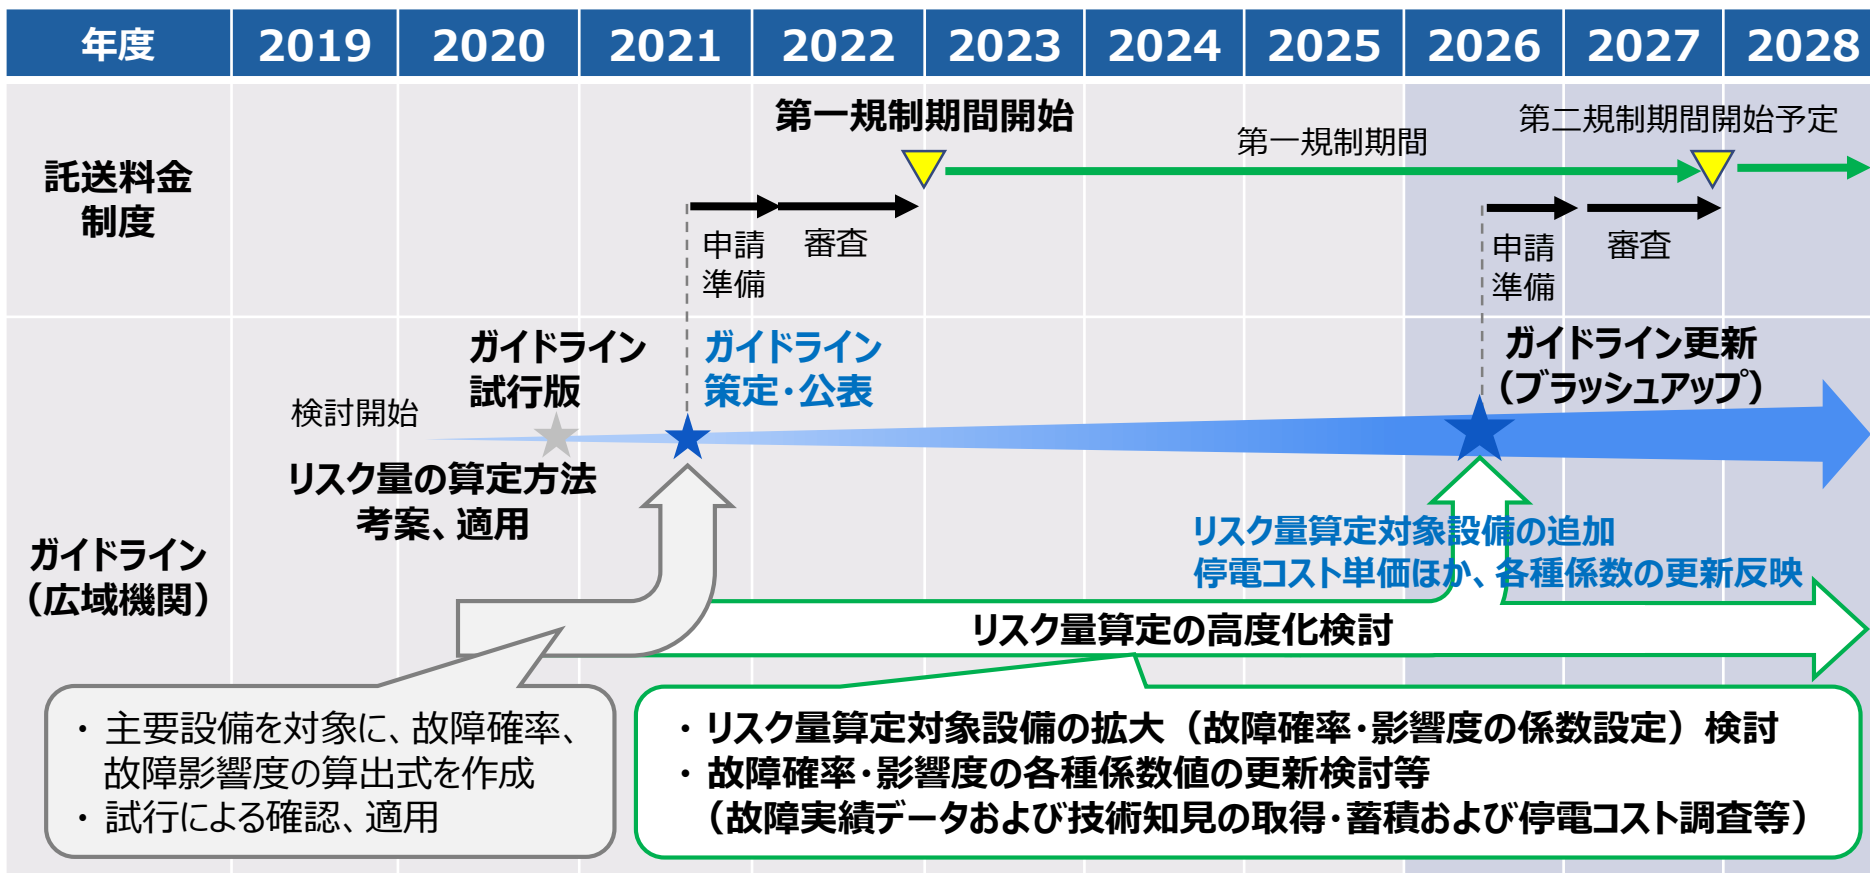 年度 2019 2020 2021 2022 2023 2024 2025 2026 2027 2028
託送料金
制度
第一規制期間開始
第一規制期間
第二規制期間開始予定
申請
準備
審査
申請
準備
審査
ガイドライン
（広域機関）
検討開始
ガイドライン
試行版
ガイドライン
策定・公表
ガイドライン更新
（ブラッシュアップ）
リスク量の算定方法
考案、適用
リスク量算定対象設備の追加
停電コスト単価ほか、各種係数の更新反映
リスク量算定の高度化検討
・ 主要設備を対象に、故障確率、
故障影響度の算出式を作成
・ 試行による確認、適用
・ リスク量算定対象設備の拡大（故障確率・影響度の係数設定）検討
・ 故障確率・影響度の各種係数値の更新検討等
（故障実績データおよび技術知見の取得・蓄積および停電コスト調査等）